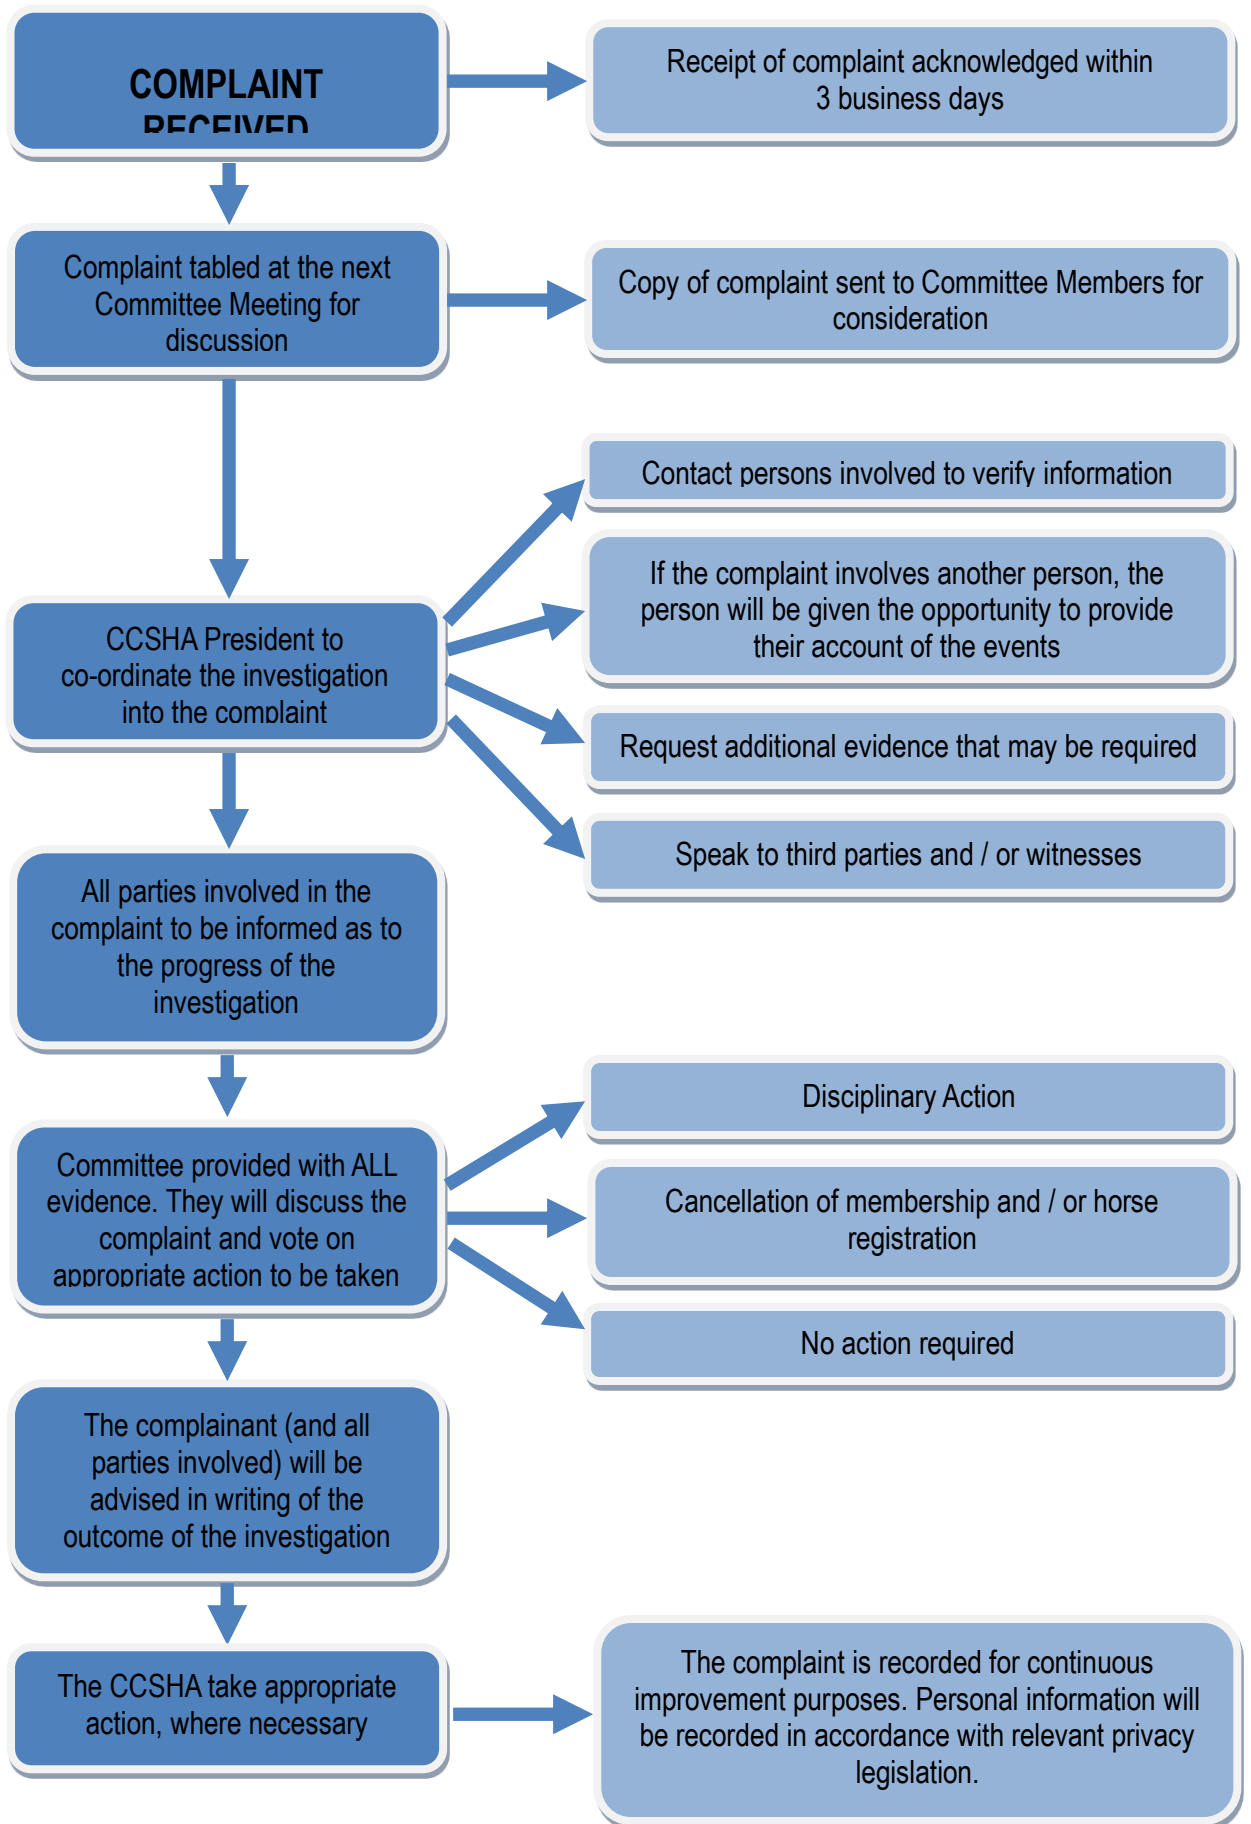 COMPLAINT
RECEIVED
Receipt of complaint acknowledged within
3 business days
Complaint tabled at the next
Committee Meeting for
discussion
Copy of complaint sent to Committee Members for
consideration
Contact persons involved to verify information
If the complaint involves another person, the
person will be given the opportunity to provide
their account of the events
CCSHA President to
co-ordinate the investigation
into the complaint
Request additional evidence that may be required
Speak to third parties and / or witnesses
All parties involved in the
complaint to be informed as to
the progress of the
investigation
Disciplinary Action
Committee provided with ALL
evidence. They will discuss the
complaint and vote on
appropriate action to be taken
Cancellation of membership and / or horse
registration
No action required
The complainant (and all
parties involved) will be
advised in writing of the
outcome of the investigation
The CCSHA take appropriate
action, where necessary
The complaint is recorded for continuous
improvement purposes. Personal information will
be recorded in accordance with relevant privacy
legislation.